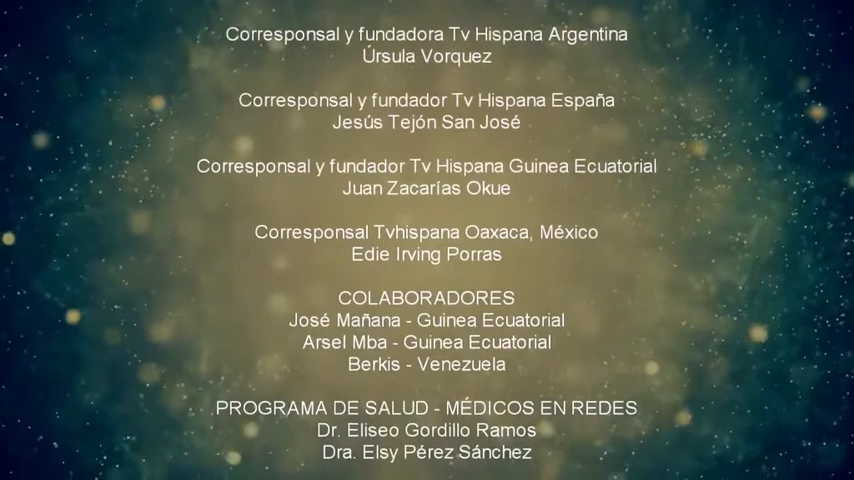 Corresponsal y fundadora Tv Hispana Argentina
Úrsula Vorquez
Corresponsal y fundador Tv Hispana España
Jesús Tejón San José
Corresponsal y fundador Tv Hispana Guinea Ecuatorial
Juan Zacarías Okue
Corresponsal Tvhispana Oaxaca, México
Edie Irving Porras
COLABORADORES
José Mañana - Guinea Ecuatorial
Arsel Mba - Guinea Ecuatorial
Berkis - Venezuela
PROGRAMA DE SALUD - MÉDICOS EN REDES
Dr. Eliseo Gordillo Ramos
Dra. Elsy Pérez Sánchez